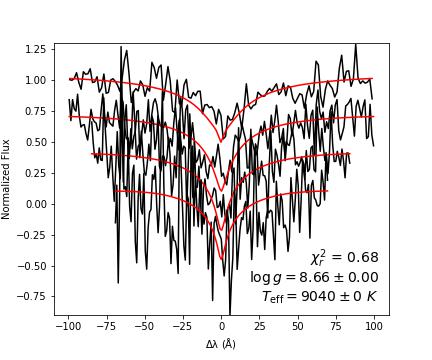 1.25
1.00
0.75
0.50
0.25
0.00
−0.25
−0.50
−0.75
Normalized Flux
χ²ᵣ = 0.68
log g = 8.66 ± 0.00
T_eff = 9040 ± 0 K
−100 −75 −50 −25 0 25 50 75 100
Δλ (Å)